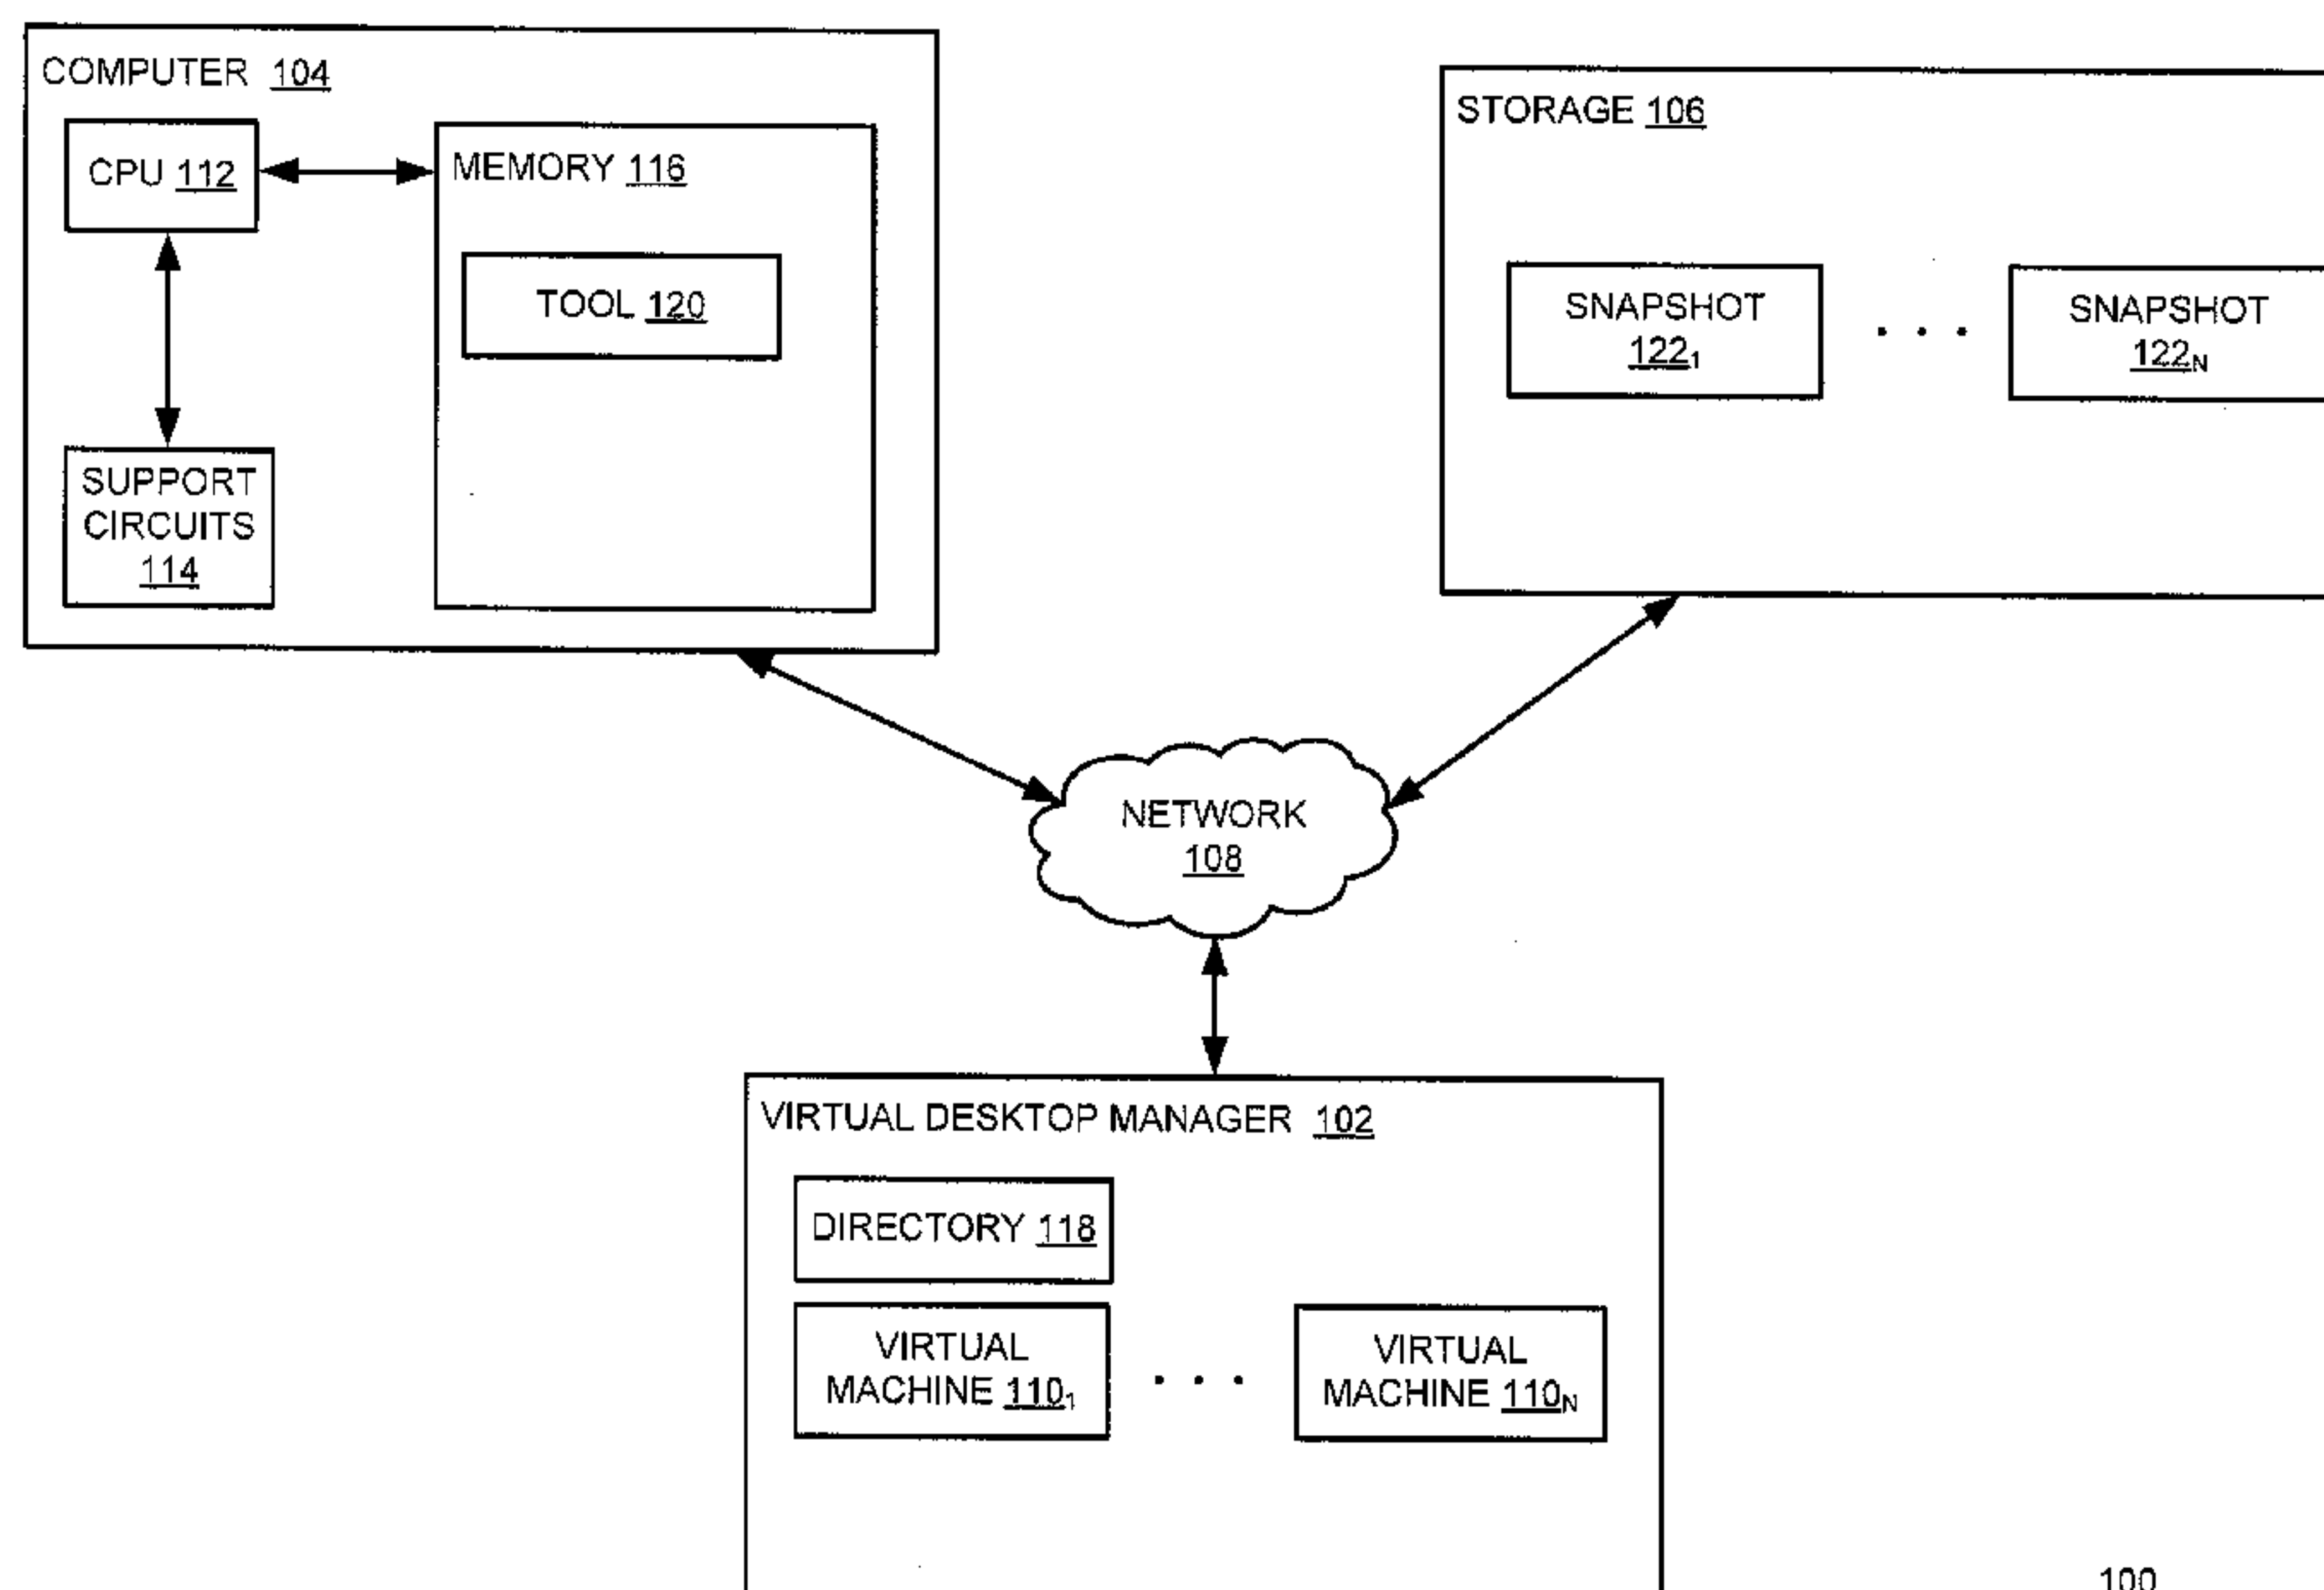 COMPUTER 104
CPU 112
MEMORY 116
TOOL 120
SUPPORT
CIRCUITS
114
STORAGE 106
SNAPSHOT
122₁
. . .
SNAPSHOT
122N
NETWORK
108
VIRTUAL DESKTOP MANAGER 102
DIRECTORY 118
VIRTUAL
MACHINE 110₁
. . .
VIRTUAL
MACHINE 110N
100